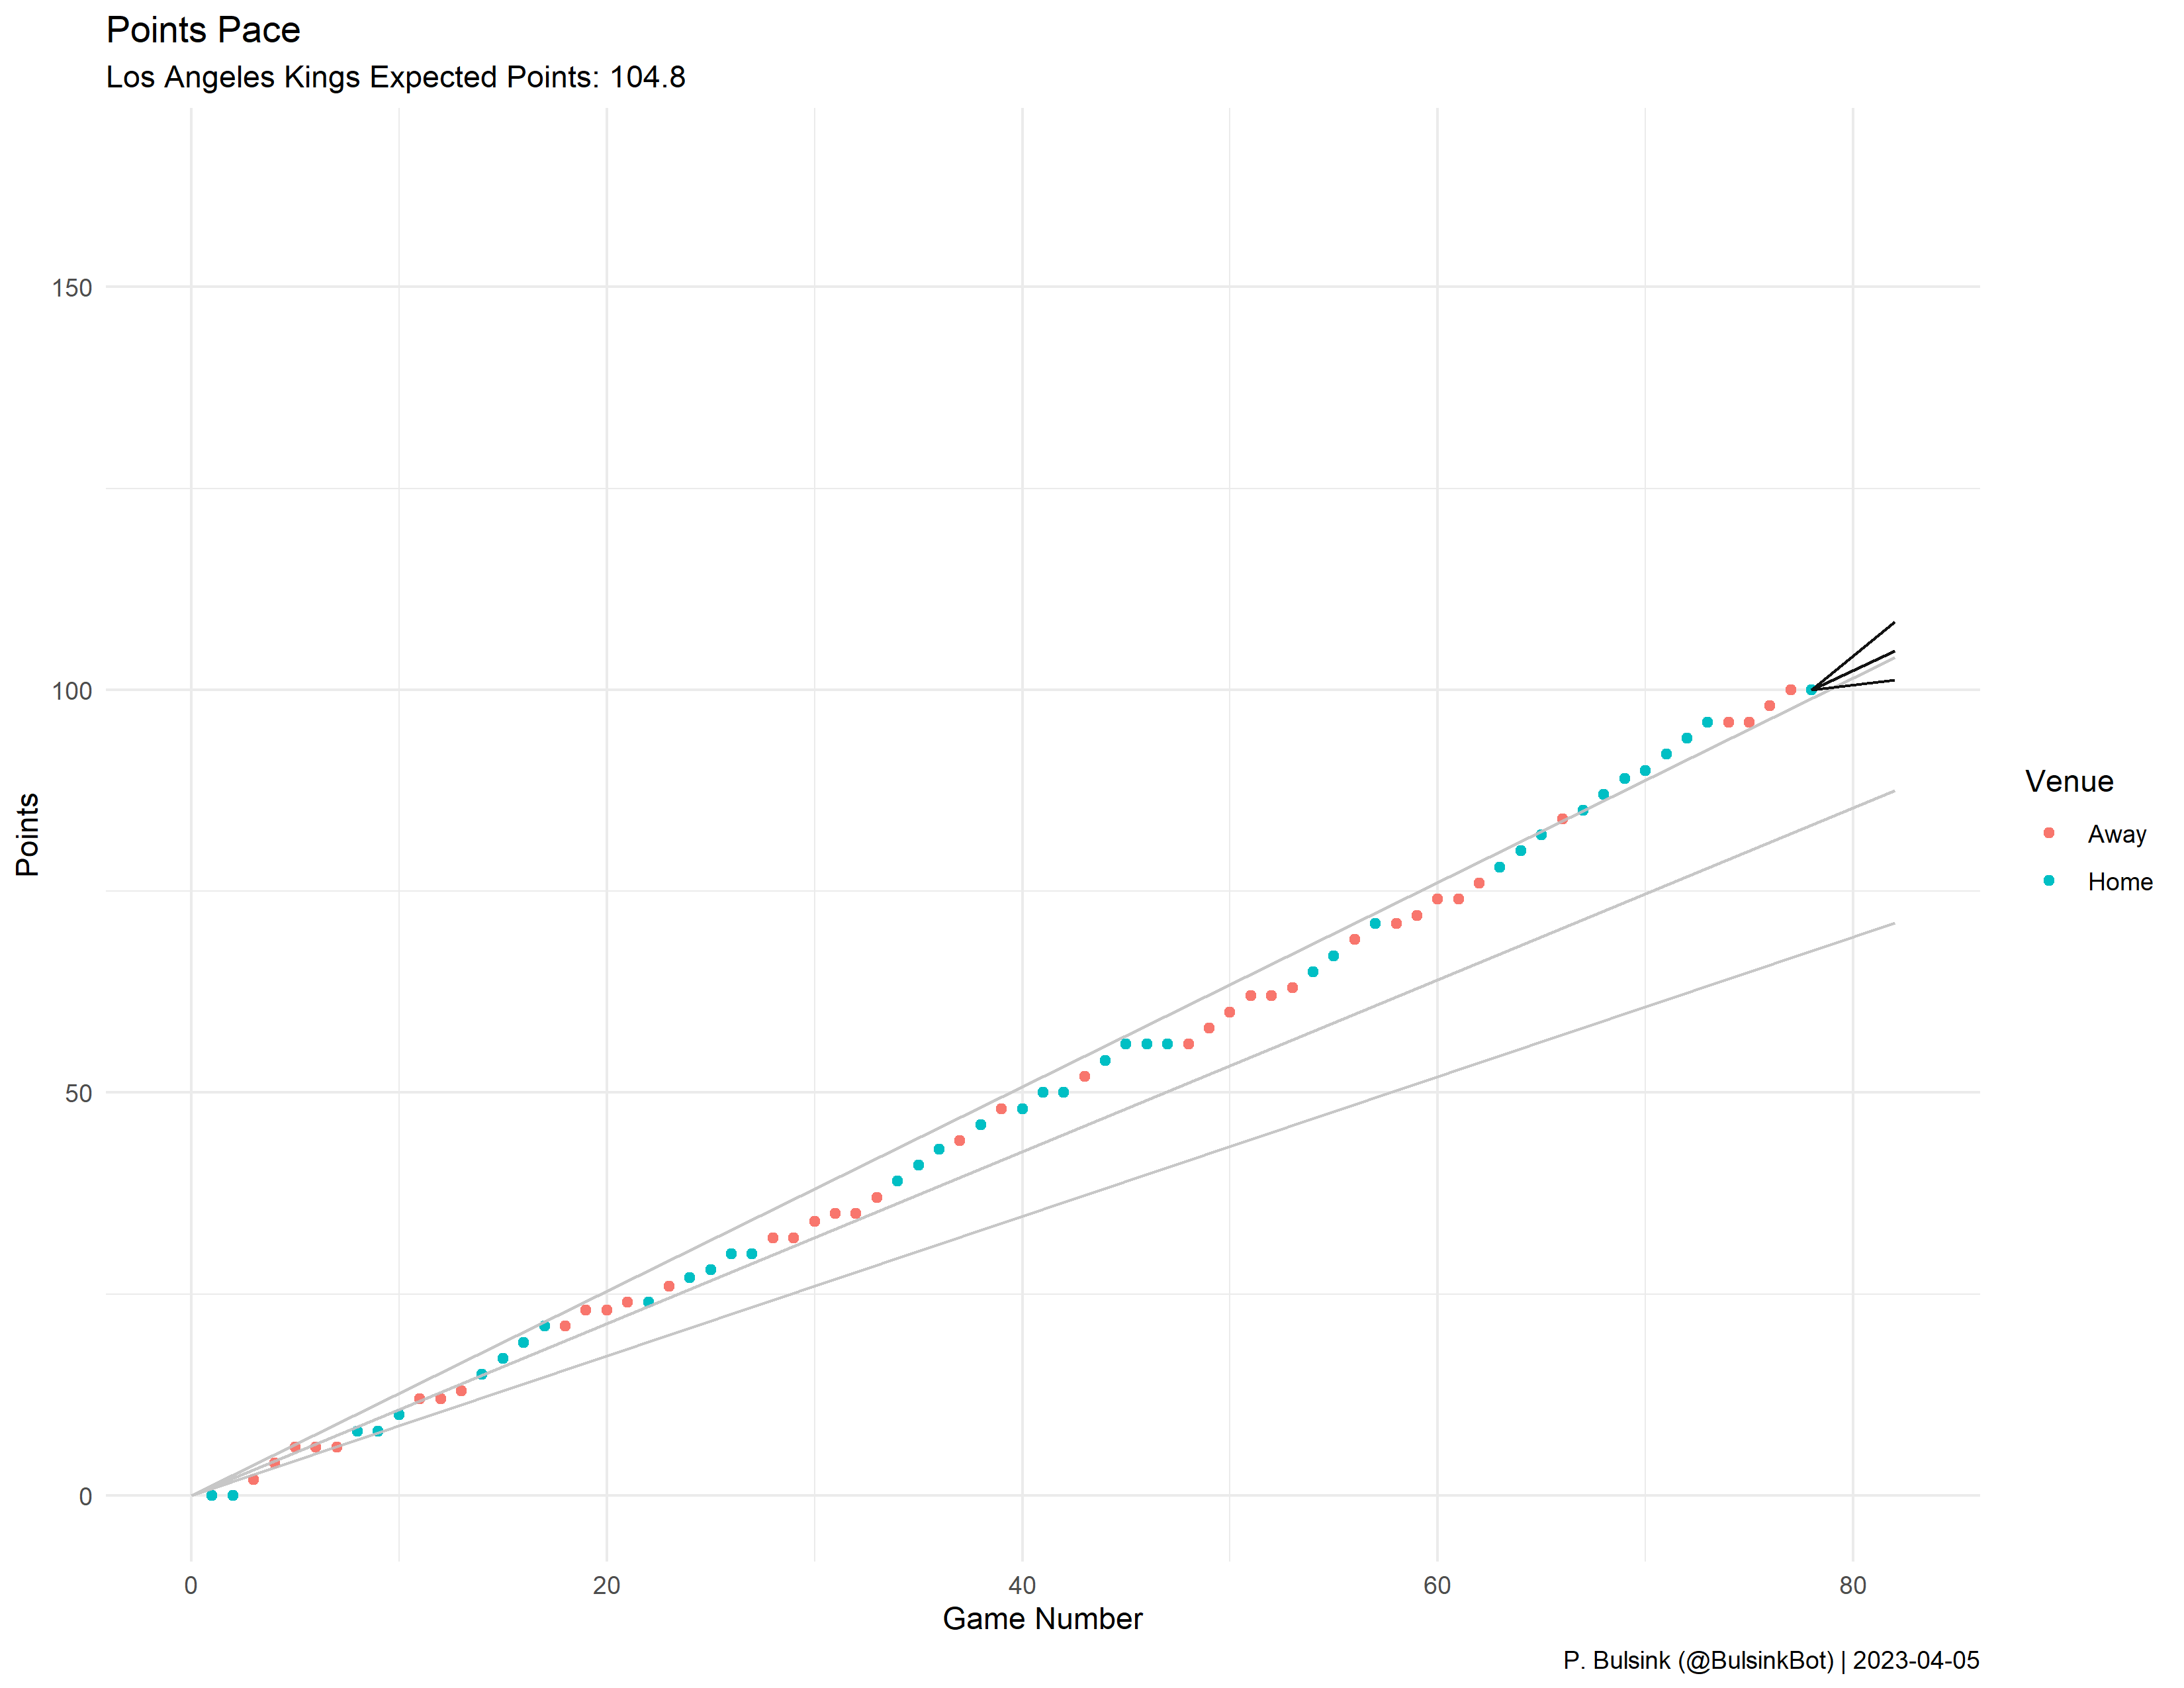 Points Pace
Los Angeles Kings Expected Points: 104.8
150
100
50
0
Points
0 20 40 60 80
Game Number
Venue
Away
Home
P. Bulsink (@BulsinkBot) | 2023-04-05